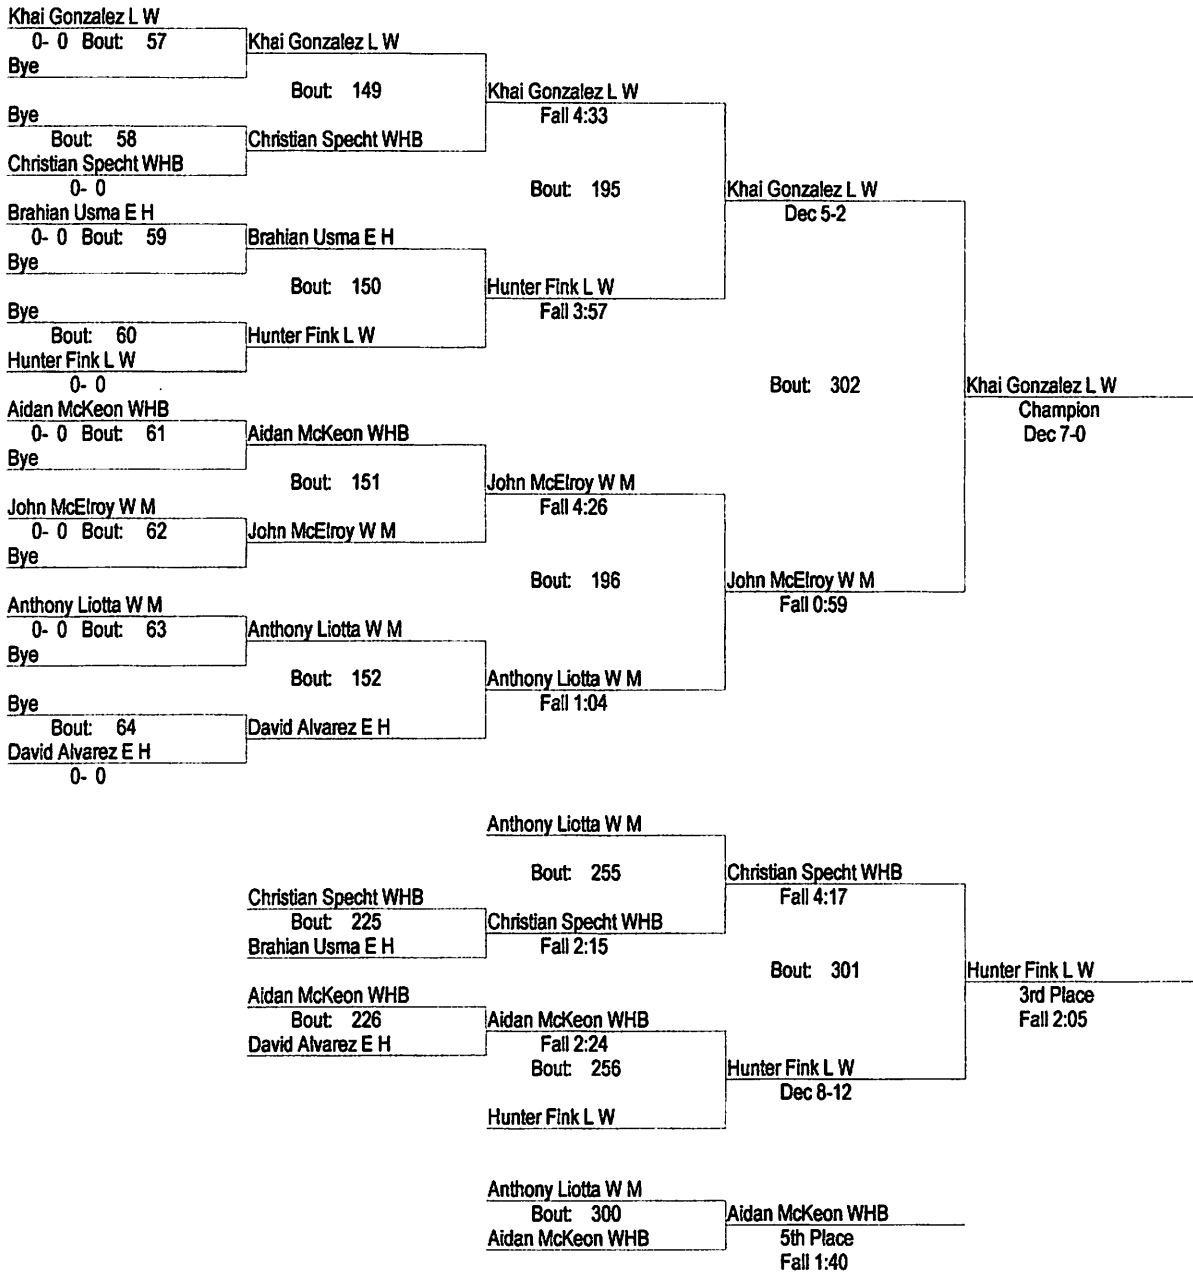 Khai Gonzalez L W
0- 0 Bout: 57
Bye
Khai Gonzalez L W
Bout: 149
Bye
Bout: 58
Christian Specht WHB
0- 0
Christian Specht WHB
Khai Gonzalez L W
Fall 4:33
Bout: 195
Brahian Usma E H
0- 0 Bout: 59
Bye
Brahian Usma E H
Bout: 150
Bye
Bout: 60
Hunter Fink L W
0- 0
Hunter Fink L W
Hunter Fink L W
Fall 3:57
Khai Gonzalez L W
Dec 5-2
Bout: 302
Aidan McKeon WHB
0- 0 Bout: 61
Bye
Aidan McKeon WHB
Bout: 151
John McElroy W M
0- 0 Bout: 62
Bye
John McElroy W M
John McElroy W M
Fall 4:26
Bout: 196
Anthony Liotta W M
0- 0 Bout: 63
Bye
Anthony Liotta W M
Bout: 152
Bye
Bout: 64
David Alvarez E H
0- 0
David Alvarez E H
Anthony Liotta W M
Fall 1:04
John McElroy W M
Fall 0:59
Khai Gonzalez L W
Champion
Dec 7-0
Anthony Liotta W M
Bout: 255
Christian Specht WHB
Bout: 225
Brahian Usma E H
Christian Specht WHB
Fall 2:15
Christian Specht WHB
Fall 4:17
Bout: 301
Aidan McKeon WHB
Bout: 226
David Alvarez E H
Aidan McKeon WHB
Fall 2:24
Bout: 256
Hunter Fink L W
Hunter Fink L W
Dec 8-12
Hunter Fink L W
3rd Place
Fall 2:05
Anthony Liotta W M
Bout: 300
Aidan McKeon WHB
Aidan McKeon WHB
5th Place
Fall 1:40